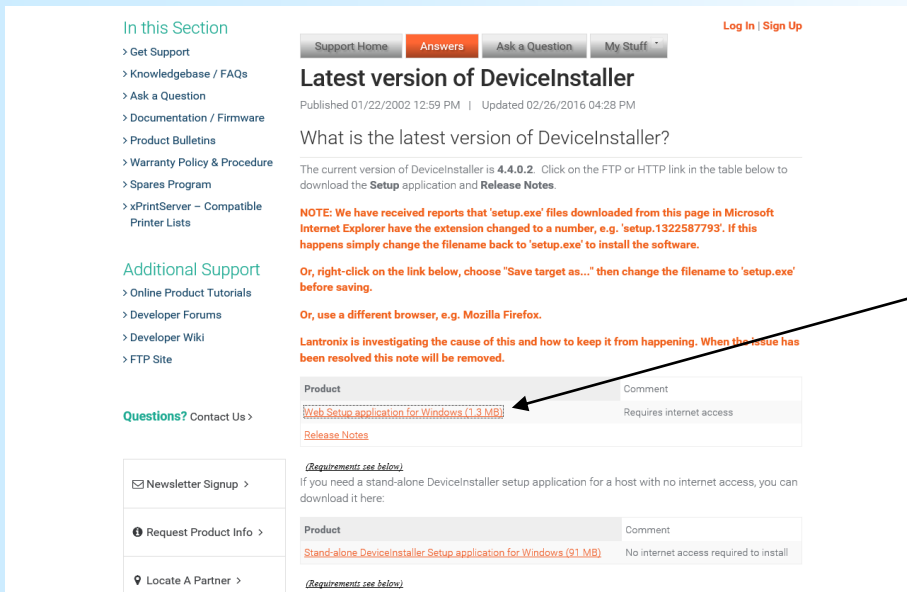 In this Section
> Get Support
> Knowledgebase / FAQs
> Ask a Question
> Documentation / Firmware
> Product Bulletins
> Warranty Policy & Procedure
> Spares Program
> xPrintServer – Compatible
Printer Lists
Additional Support
> Online Product Tutorials
> Developer Forums
> Developer Wiki
> FTP Site
Questions? Contact Us >
Newsletter Signup >
Request Product Info >
Locate A Partner >
Log In | Sign Up
Support Home Answers Ask a Question My Stuff
Latest version of DeviceInstaller
Published 01/22/2002 12:59 PM | Updated 02/26/2016 04:28 PM
What is the latest version of DeviceInstaller?
The current version of DeviceInstaller is 4.4.0.2. Click on the FTP or HTTP link in the table below to
download the Setup application and Release Notes.
NOTE: We have received reports that 'setup.exe' files downloaded from this page in Microsoft
Internet Explorer have the extension changed to a number, e.g. 'setup.1322587793'. If this
happens simply change the filename back to 'setup.exe' to install the software.
Or, right-click on the link below, choose "Save target as..." then change the filename to 'setup.exe'
before saving.
Or, use a different browser, e.g. Mozilla Firefox.
Lantronix is investigating the cause of this and how to keep it from happening. When the issue has
been resolved this note will be removed.
Product Comment
Web Setup application for Windows (1.3 MB) Requires internet access
Release Notes
(Requirements see below)
If you need a stand-alone DeviceInstaller setup application for a host with no internet access, you can
download it here:
Product Comment
Stand-alone DeviceInstaller Setup application for Windows (91 MB) No internet access required to install
(Requirements see below)